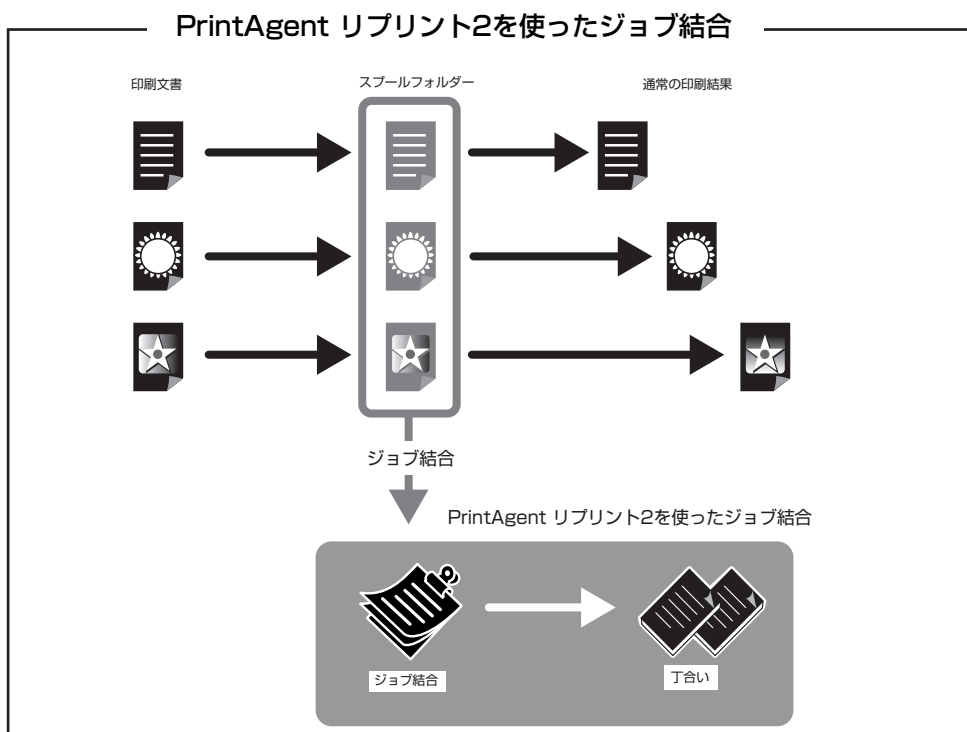 PrintAgent リプリント2を使ったジョブ結合
印刷文書
スプールフォルダー
通常の印刷結果
ジョブ結合
PrintAgent リプリント2を使ったジョブ結合
ジョブ結合
丁合い